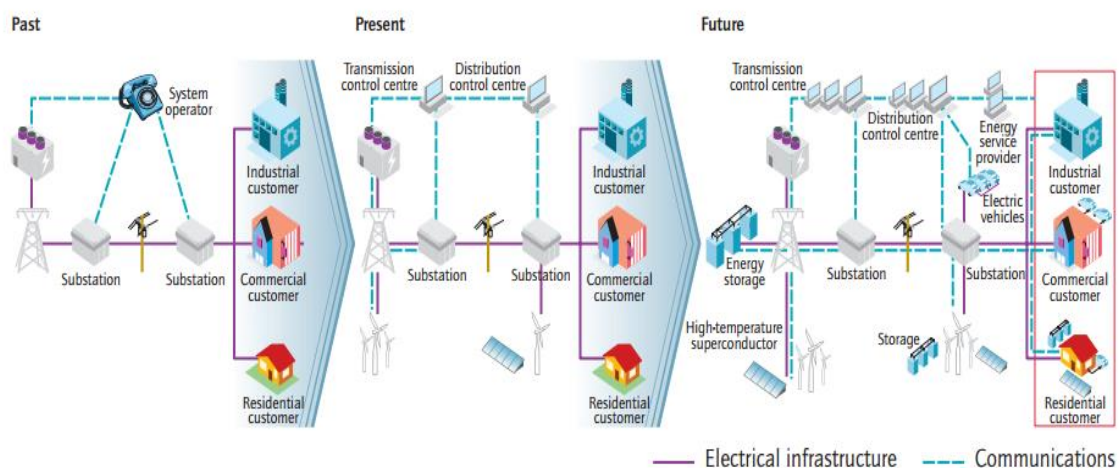 Past
System
operator
Substation
Substation
Industrial
customer
Commercial
customer
Residential
customer
Present
Transmission
control centre
Distribution
control centre
Substation
Substation
Industrial
customer
Commercial
customer
Residential
customer
Future
Transmission
control centre
Distribution
control centre
Energy
service
provider
Electric
vehicles
Energy
storage
Substation
Substation
High-temperature
superconductor
Storage
Industrial
customer
Commercial
customer
Residential
customer
Electrical infrastructure
Communications